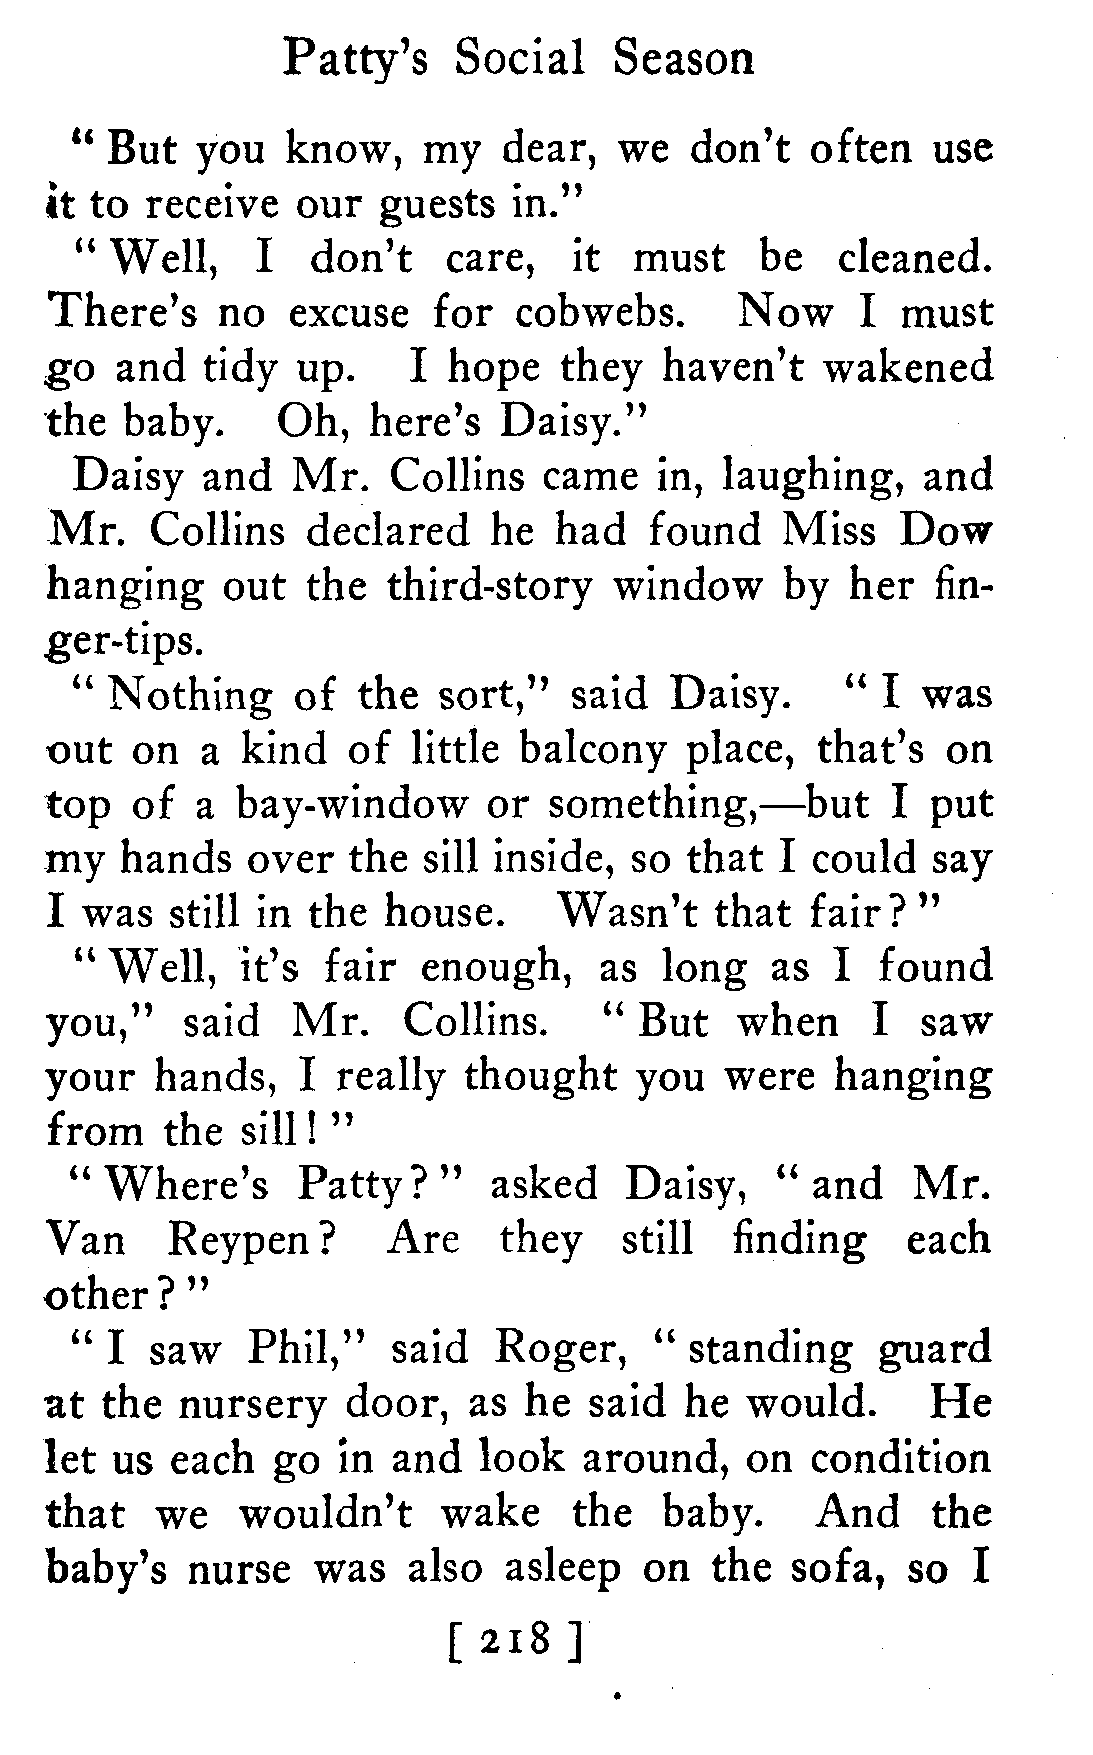 Patty's Social Season
" But you know, my dear, we don't often use
it to receive our guests in."
" Well, I don't care, it must be cleaned.
There's no excuse for cobwebs. Now I must
go and tidy up. I hope they haven't wakened
the baby. Oh, here's Daisy."
Daisy and Mr. Collins came in, laughing, and
Mr. Collins declared he had found Miss Dow
hanging out the third-story window by her fin-
ger-tips.
" Nothing of the sort," said Daisy. " I was
out on a kind of little balcony place, that's on
top of a bay-window or something,—but I put
my hands over the sill inside, so that I could say
I was still in the house. Wasn't that fair? "
" Well, it's fair enough, as long as I found
you," said Mr. Collins. " But when I saw
your hands, I really thought you were hanging
from the sill! "
" Where's Patty? " asked Daisy, " and Mr.
Van Reypen? Are they still finding each
other? "
" I saw Phil," said Roger, " standing guard
at the nursery door, as he said he would. He
let us each go in and look around, on condition
that we wouldn't wake the baby. And the
baby's nurse was also asleep on the sofa, so I
[ 218 ]